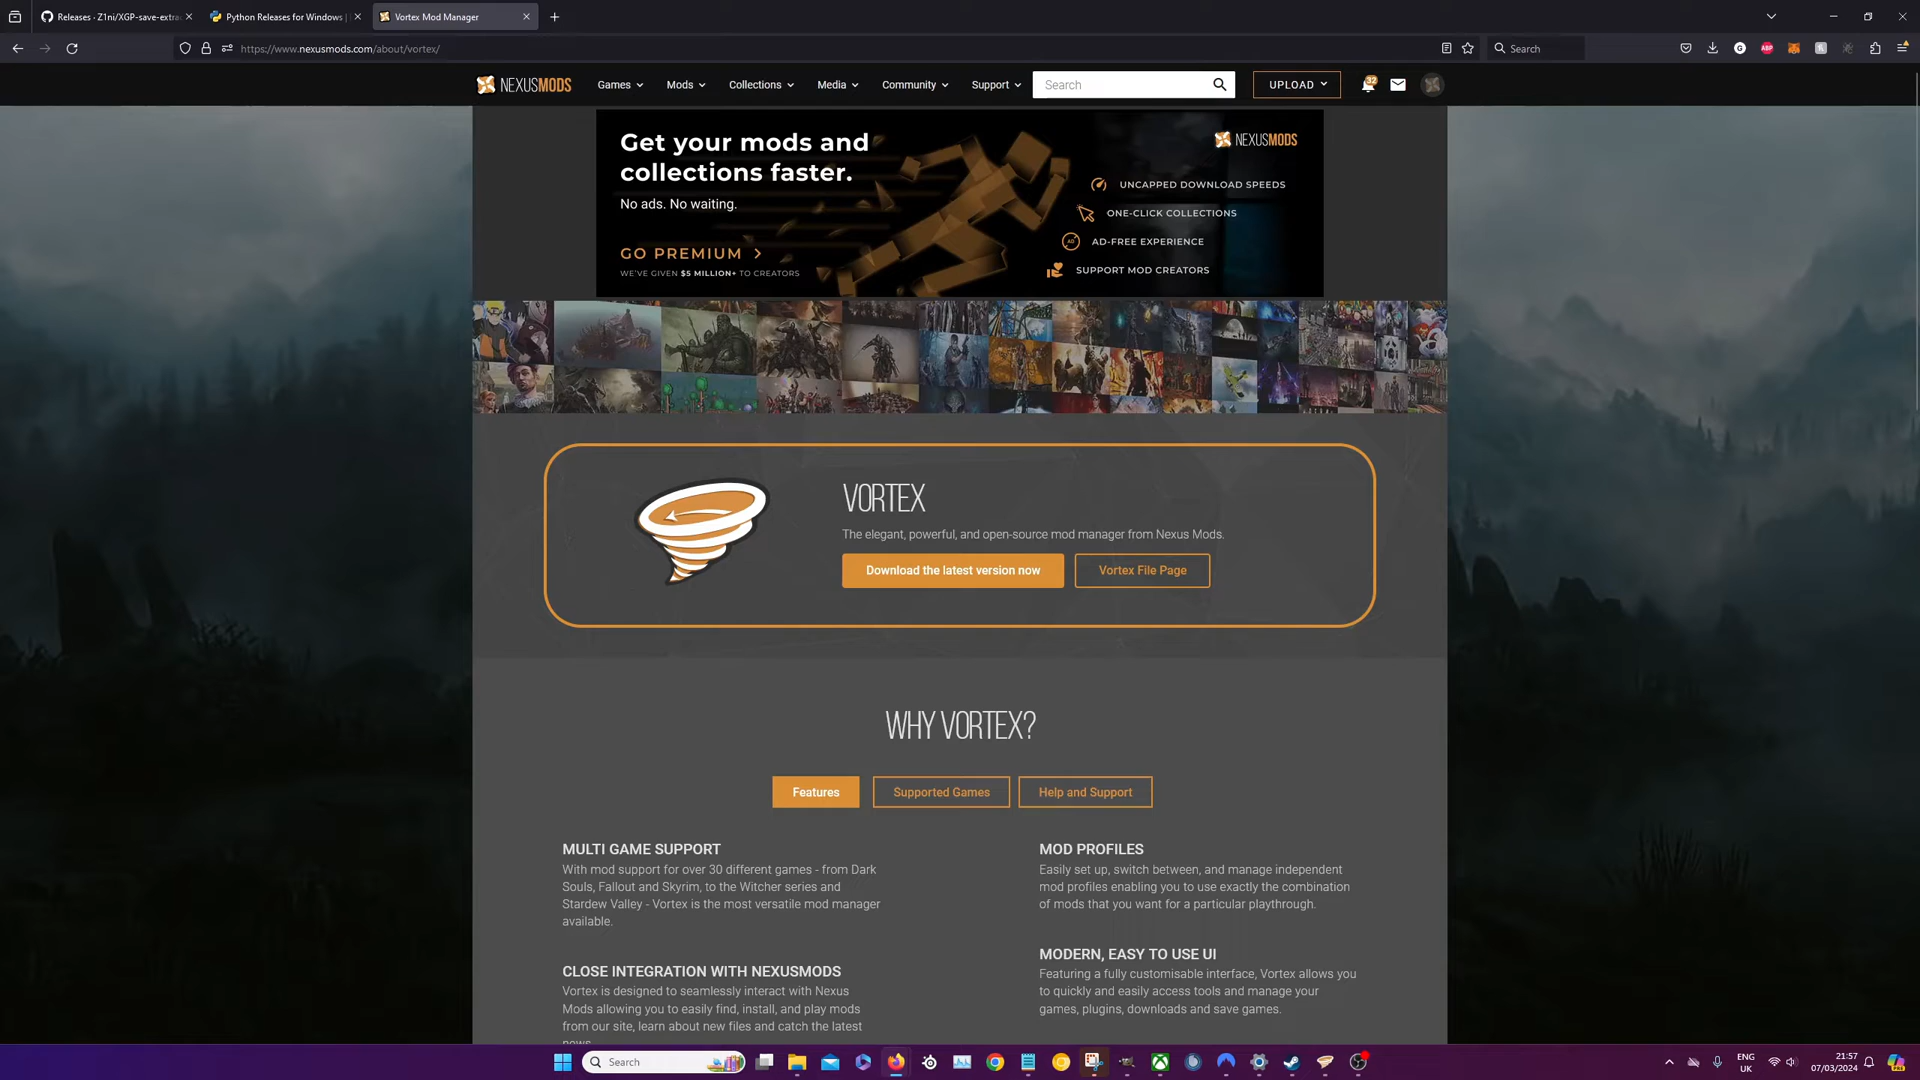 Releases · Z1ni/XGP-save-extrac
Python Releases for Windows |
Vortex Mod Manager
https://www.nexusmods.com/about/vortex/
Search
NEXUSMODS
Games
Mods
Collections
Media
Community
Support
Search
UPLOAD
32
Get your mods and
collections faster.
No ads. No waiting.
GO PREMIUM
WE'VE GIVEN $5 MILLION+ TO CREATORS
NEXUSMODS
UNCAPPED DOWNLOAD SPEEDS
ONE-CLICK COLLECTIONS
AD-FREE EXPERIENCE
SUPPORT MOD CREATORS
VORTEX
The elegant, powerful, and open-source mod manager from Nexus Mods.
Download the latest version now
Vortex File Page
WHY VORTEX?
Features
Supported Games
Help and Support
MULTI GAME SUPPORT
With mod support for over 30 different games - from Dark
Souls, Fallout and Skyrim, to the Witcher series and
Stardew Valley - Vortex is the most versatile mod manager
available.
CLOSE INTEGRATION WITH NEXUSMODS
Vortex is designed to seamlessly interact with Nexus
Mods allowing you to easily find, install, and play mods
from our site, learn about new files and catch the latest
news.
MOD PROFILES
Easily set up, switch between, and manage independent
mod profiles enabling you to use exactly the combination
of mods that you want for a particular playthrough.
MODERN, EASY TO USE UI
Featuring a fully customisable interface, Vortex allows you
to quickly and easily access tools and manage your
games, plugins, downloads and save games.
Search
ENG
UK
21:57
07/03/2024